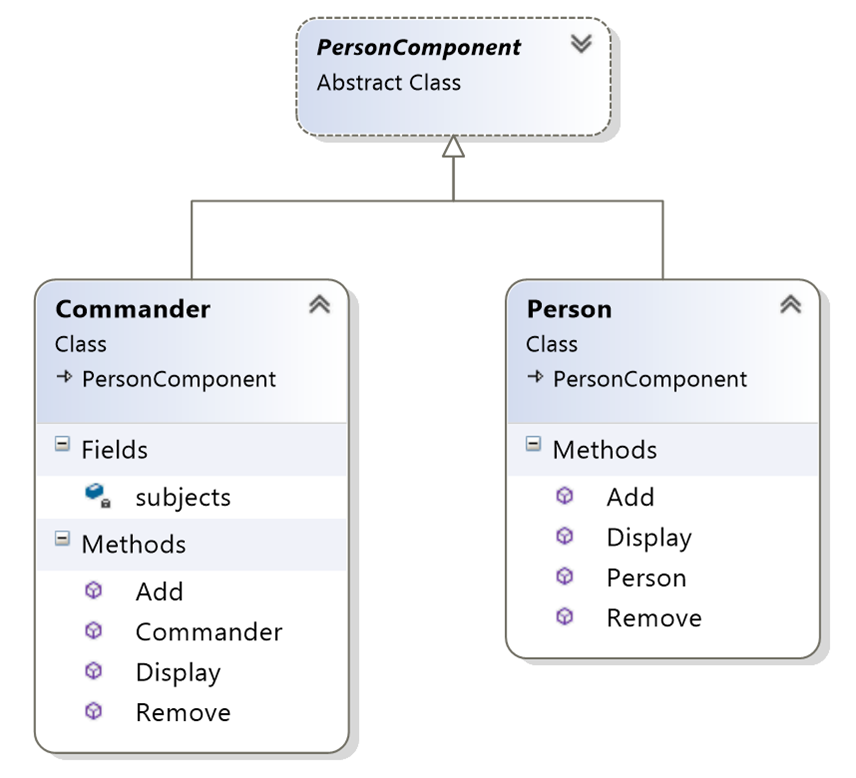 PersonComponent
Abstract Class
Commander
Class
PersonComponent
Fields
subjects
Methods
Add
Commander
Display
Remove
Person
Class
PersonComponent
Methods
Add
Display
Person
Remove